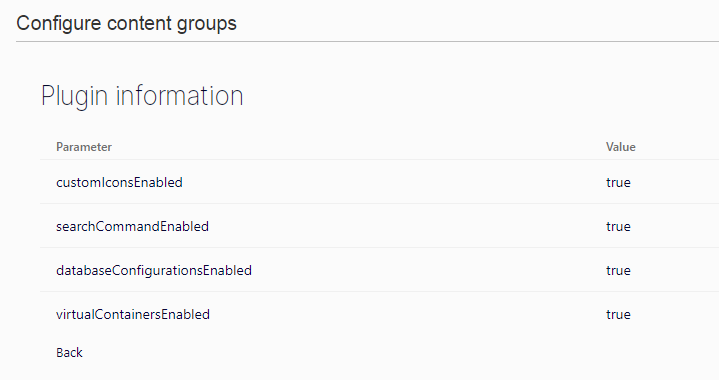 Configure content groups
Plugin information
Parameter Value
customIconsEnabled true
searchCommandEnabled true
databaseConfigurationsEnabled true
virtualContainersEnabled true
Back